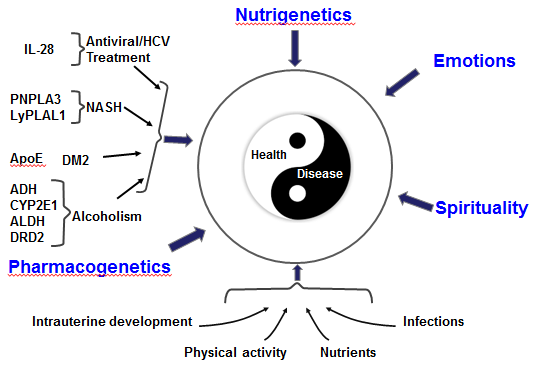 Nutrigenetics
IL-28
Antiviral/HCV
Treatment
Emotions
PNPLA3
LyPLAL1
NASH
Health
Disease
ApoE
DM2
ADH
CYP2E1
ALDH
DRD2
Alcoholism
Spirituality
Pharmacogenetics
Intrauterine development
Infections
Physical activity
Nutrients